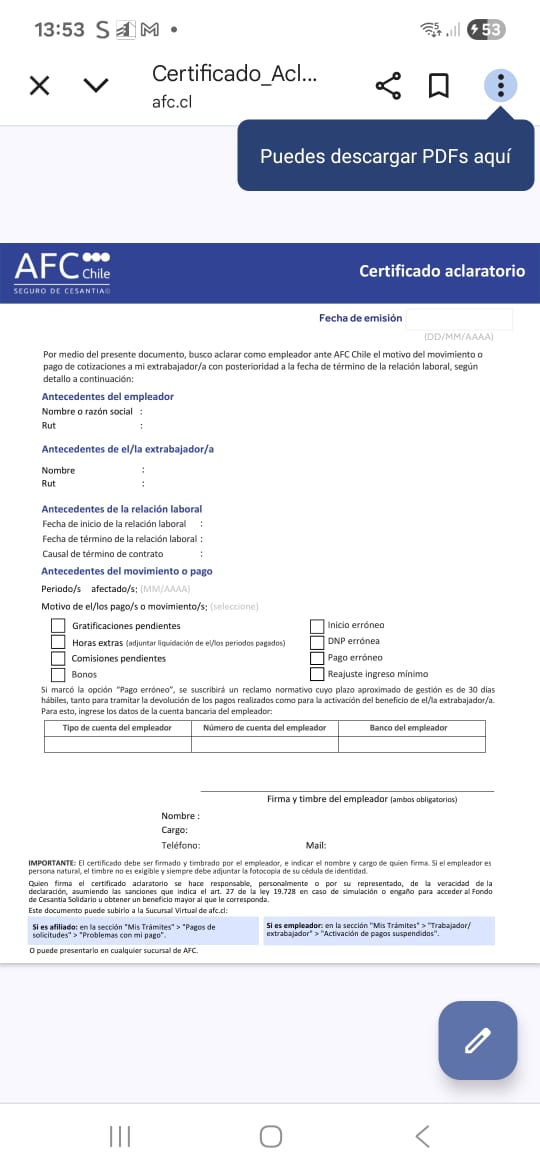 13:53
53
Certificado_Acl...
afc.cl
Puedes descargar PDFs aquí
AFC Chile
SEGURO DE CESANTIA
Certificado aclaratorio
Fecha de emisión
(DD/MM/AAAA)
Por medio del presente documento, busco aclarar como empleador ante AFC Chile el motivo del movimiento o
pago de cotizaciones a mi extrabajador/a con posterioridad a la fecha de término de la relación laboral, según
detallo a continuación:
Antecedentes del empleador
Nombre o razón social :
Rut :
Antecedentes de el/la extrabajador/a
Nombre :
Rut :
Antecedentes de la relación laboral
Fecha de inicio de la relación laboral :
Fecha de término de la relación laboral :
Causal de término de contrato :
Antecedentes del movimiento o pago
Periodo/s afectado/s: (MM/AAAA)
Motivo de el/los pago/s o movimiento/s: (seleccione)
Gratificaciones pendientes Inicio erróneo
Horas extras (adjuntar liquidación de el/los periodos pagados) DNP errónea
Comisiones pendientes Pago erróneo
Bonos Reajuste ingreso mínimo
Si marcó la opción "Pago erróneo", se suscribirá un reclamo normativo cuyo plazo aproximado de gestión es de 30 días
hábiles, tanto para tramitar la devolución de los pagos realizados como para la activación del beneficio de el/la extrabajador/a.
Para esto, ingrese los datos de la cuenta bancaria del empleador:
Tipo de cuenta del empleador Número de cuenta del empleador Banco del empleador
Firma y timbre del empleador (ambos obligatorios)
Nombre :
Cargo:
Teléfono: Mail:
IMPORTANTE: El certificado debe ser firmado y timbrado por el empleador, e indicar el nombre y cargo de quien firma. Si el empleador es
persona natural, el timbre no es exigible y siempre debe adjuntar la fotocopia de su cédula de identidad.
Quien firma el certificado aclaratorio se hace responsable, personalmente o por su representado, de la veracidad de la
declaración, asumiendo las sanciones que indica el art. 27 de la ley 19.728 en caso de simulación o engaño para acceder al Fondo
de Cesantía Solidario u obtener un beneficio mayor al que le corresponda.
Este documento puede subirlo a la Sucursal Virtual de afc.cl:
Si es afiliado: en la sección "Mis Trámites" > "Pagos de
solicitudes" > "Problemas con mi pago".
Si es empleador: en la sección "Mis Trámites" > "Trabajador/
extrabajador" > "Activación de pagos suspendidos".
O puede presentarlo en cualquier sucursal de AFC.